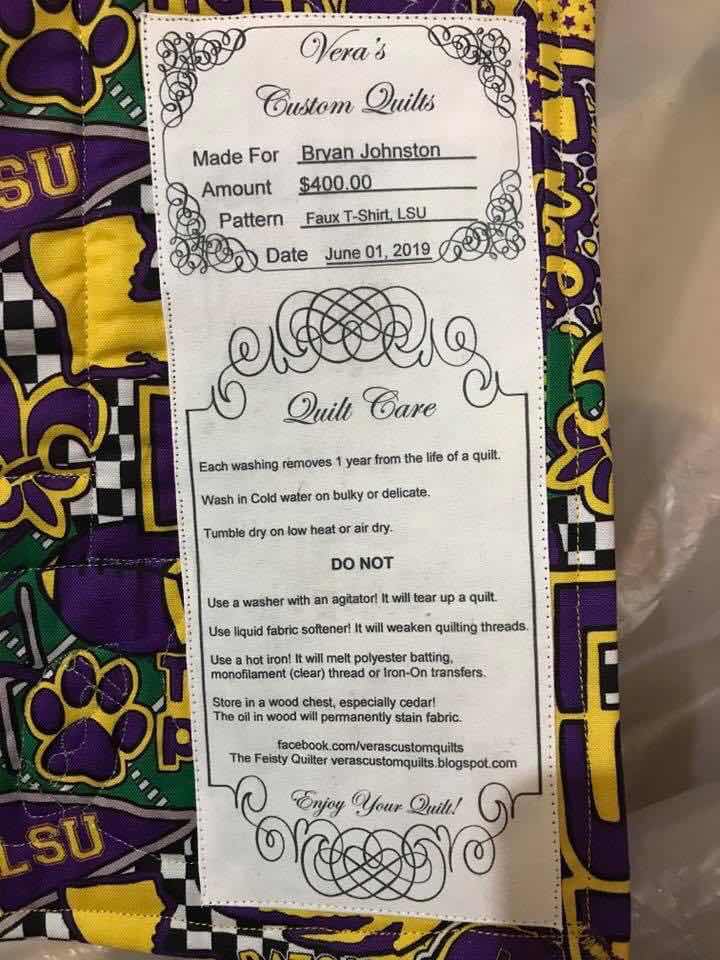 Vera's
Custom Quilts
Made For Bryan Johnston
Amount $400.00
Pattern Faux T-Shirt, LSU
Date June 01, 2019
Quilt Care
Each washing removes 1 year from the life of a quilt.
Wash in Cold water on bulky or delicate.
Tumble dry on low heat or air dry.
DO NOT
Use a washer with an agitator! It will tear up a quilt.
Use liquid fabric softener! It will weaken quilting threads.
Use a hot iron! It will melt polyester batting,
monofilament (clear) thread or Iron-On transfers.
Store in a wood chest, especially cedar!
The oil in wood will permanently stain fabric.
facebook.com/verascustomquilts
The Feisty Quilter verascustomquilts.blogspot.com
Enjoy Your Quilt!
LSU
LSU